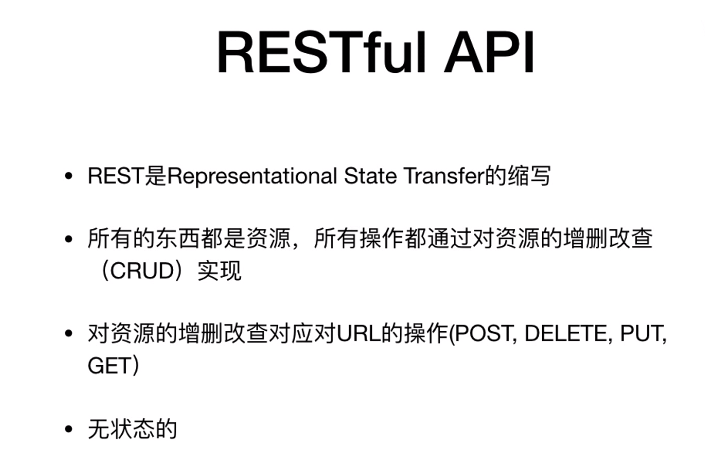 RESTful API
• REST是Representational State Transfer的缩写
• 所有的东西都是资源，所有操作都通过对资源的增删改查
（CRUD）实现
• 对资源的增删改查对应对URL的操作(POST, DELETE, PUT,
GET）
• 无状态的